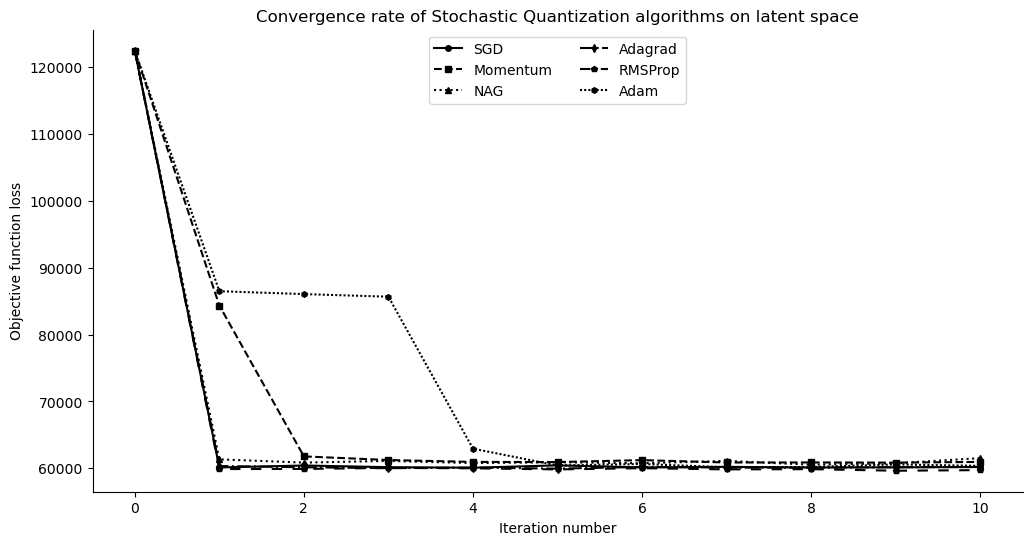 Convergence rate of Stochastic Quantization algorithms on latent space
SGD
Momentum
NAG
Adagrad
RMSProp
Adam
Objective function loss
120000
110000
100000
90000
80000
70000
60000
0 2 4 6 8 10
Iteration number